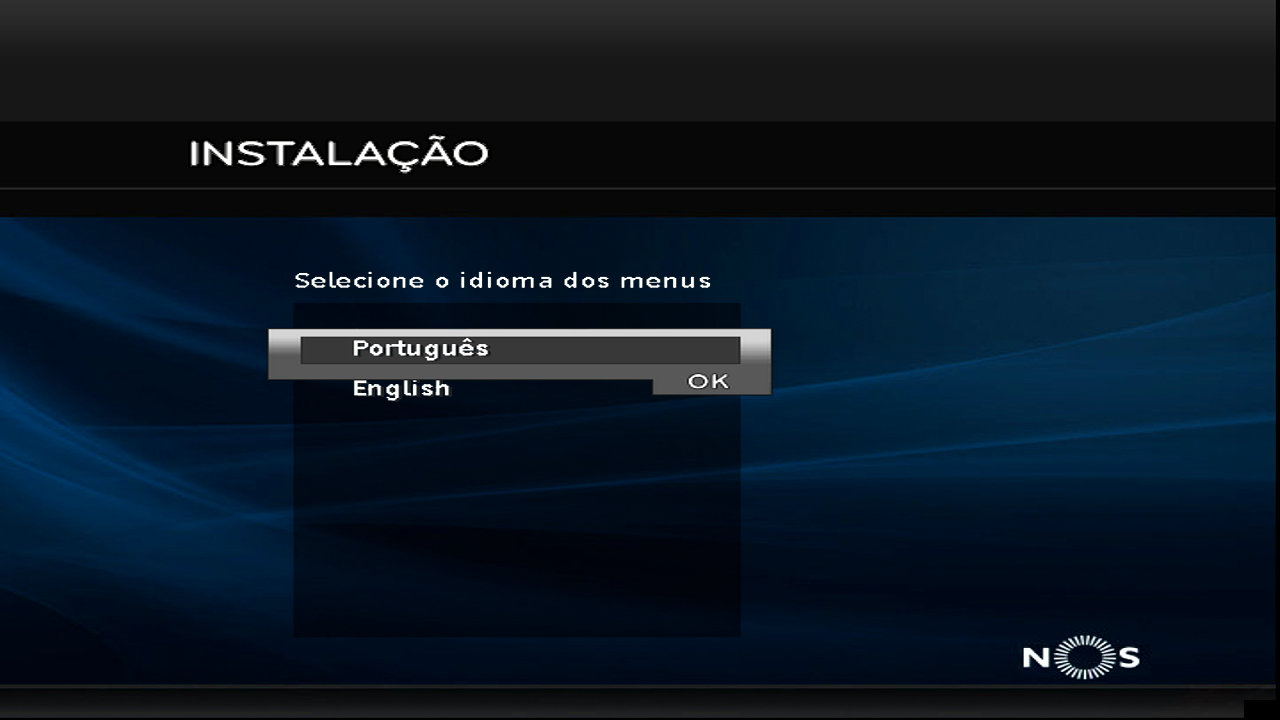 INSTALAÇÃO
Selecione o idioma dos menus
Português
English
OK
NOS